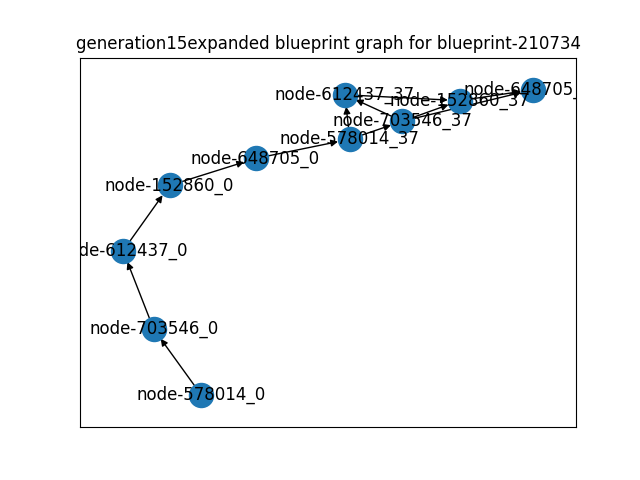 generation15expanded blueprint graph for blueprint-210734
node-648705_
node-612437_37
node-152860_37
node-703546_37
node-578014_37
node-648705_0
node-152860_0
de-612437_0
node-703546_0
node-578014_0